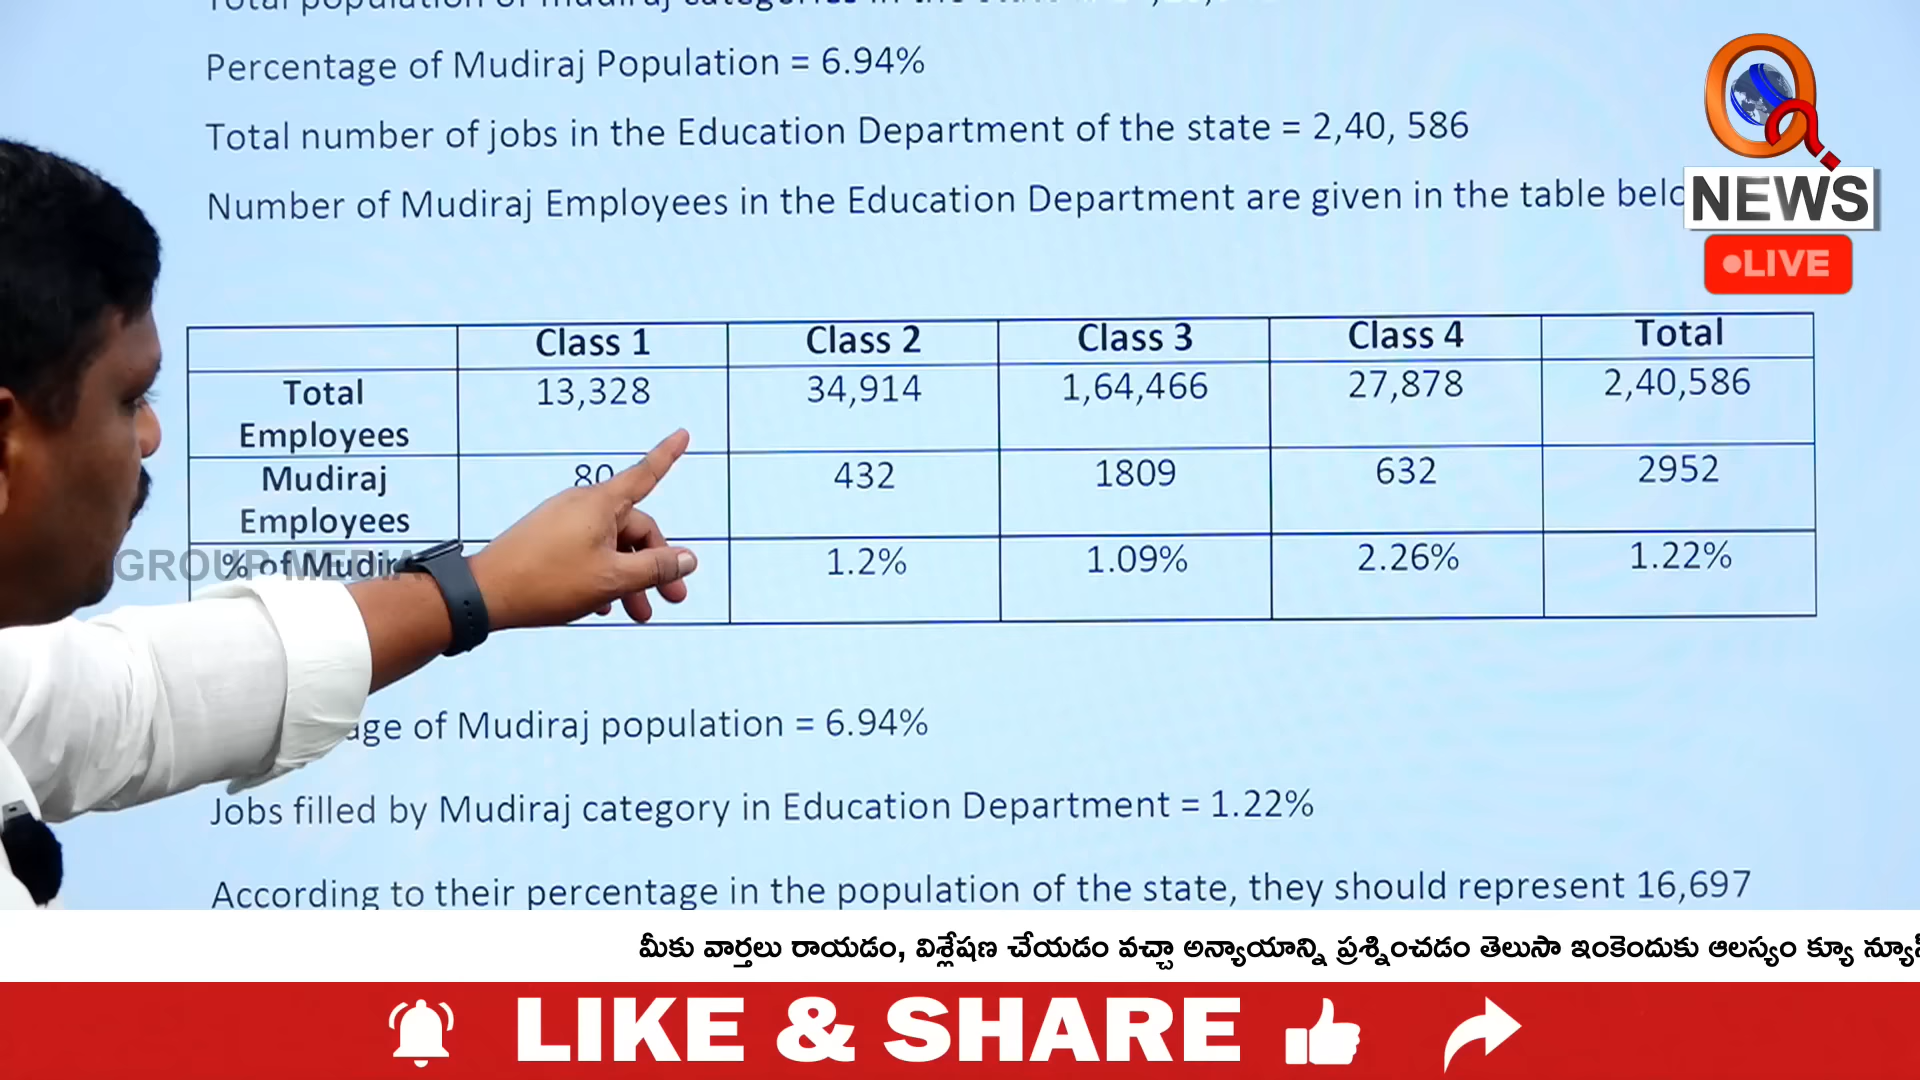 Percentage of Mudiraj Population = 6.94%
Total number of jobs in the Education Department of the state = 2,40, 586
Number of Mudiraj Employees in the Education Department are given in the table
NEWS
LIVE
Class 1 Class 2 Class 3 Class 4 Total
Total Employees 13,328 34,914 1,64,466 27,878 2,40,586
Mudiraj Employees 432 1809 632 2952
% of 1.2% 1.09% 2.26% 1.22%
GROUP MEDIA
of Mudiraj population = 6.94%
Jobs filled by Mudiraj category in Education Department = 1.22%
According to their percentage in the population of the state, they should represent 16,697
మీకు వార్తలు రాయడం, విశ్లేషణ చేయడం వచ్చా అన్యాయాన్ని ప్రశ్నించడం తెలుసా ఇంకెందుకు ఆలస్యం క్యూ
LIKE & SHARE